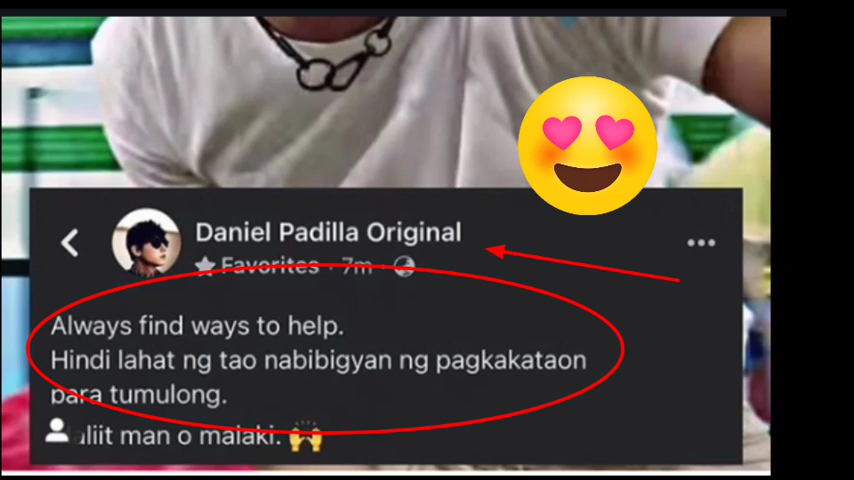 Daniel Padilla Original
Favorites · 7m ·
Always find ways to help.
Hindi lahat ng tao nabibigyan ng pagkakataon
para tumulong.
aliit man o malaki. 🙌